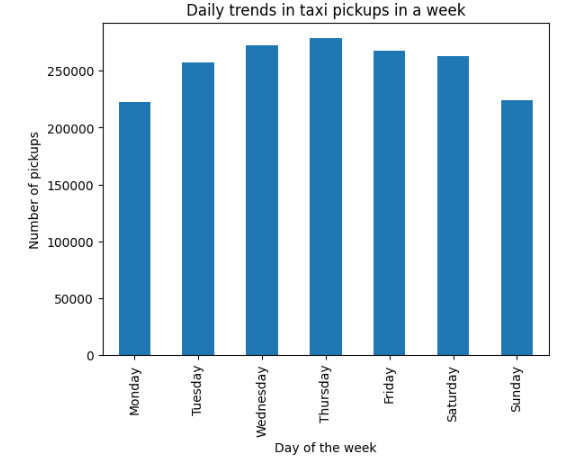 Daily trends in taxi pickups in a week
Number of pickups
250000
200000
150000
100000
50000
0
Monday
Tuesday
Wednesday
Thursday
Friday
Saturday
Sunday
Day of the week